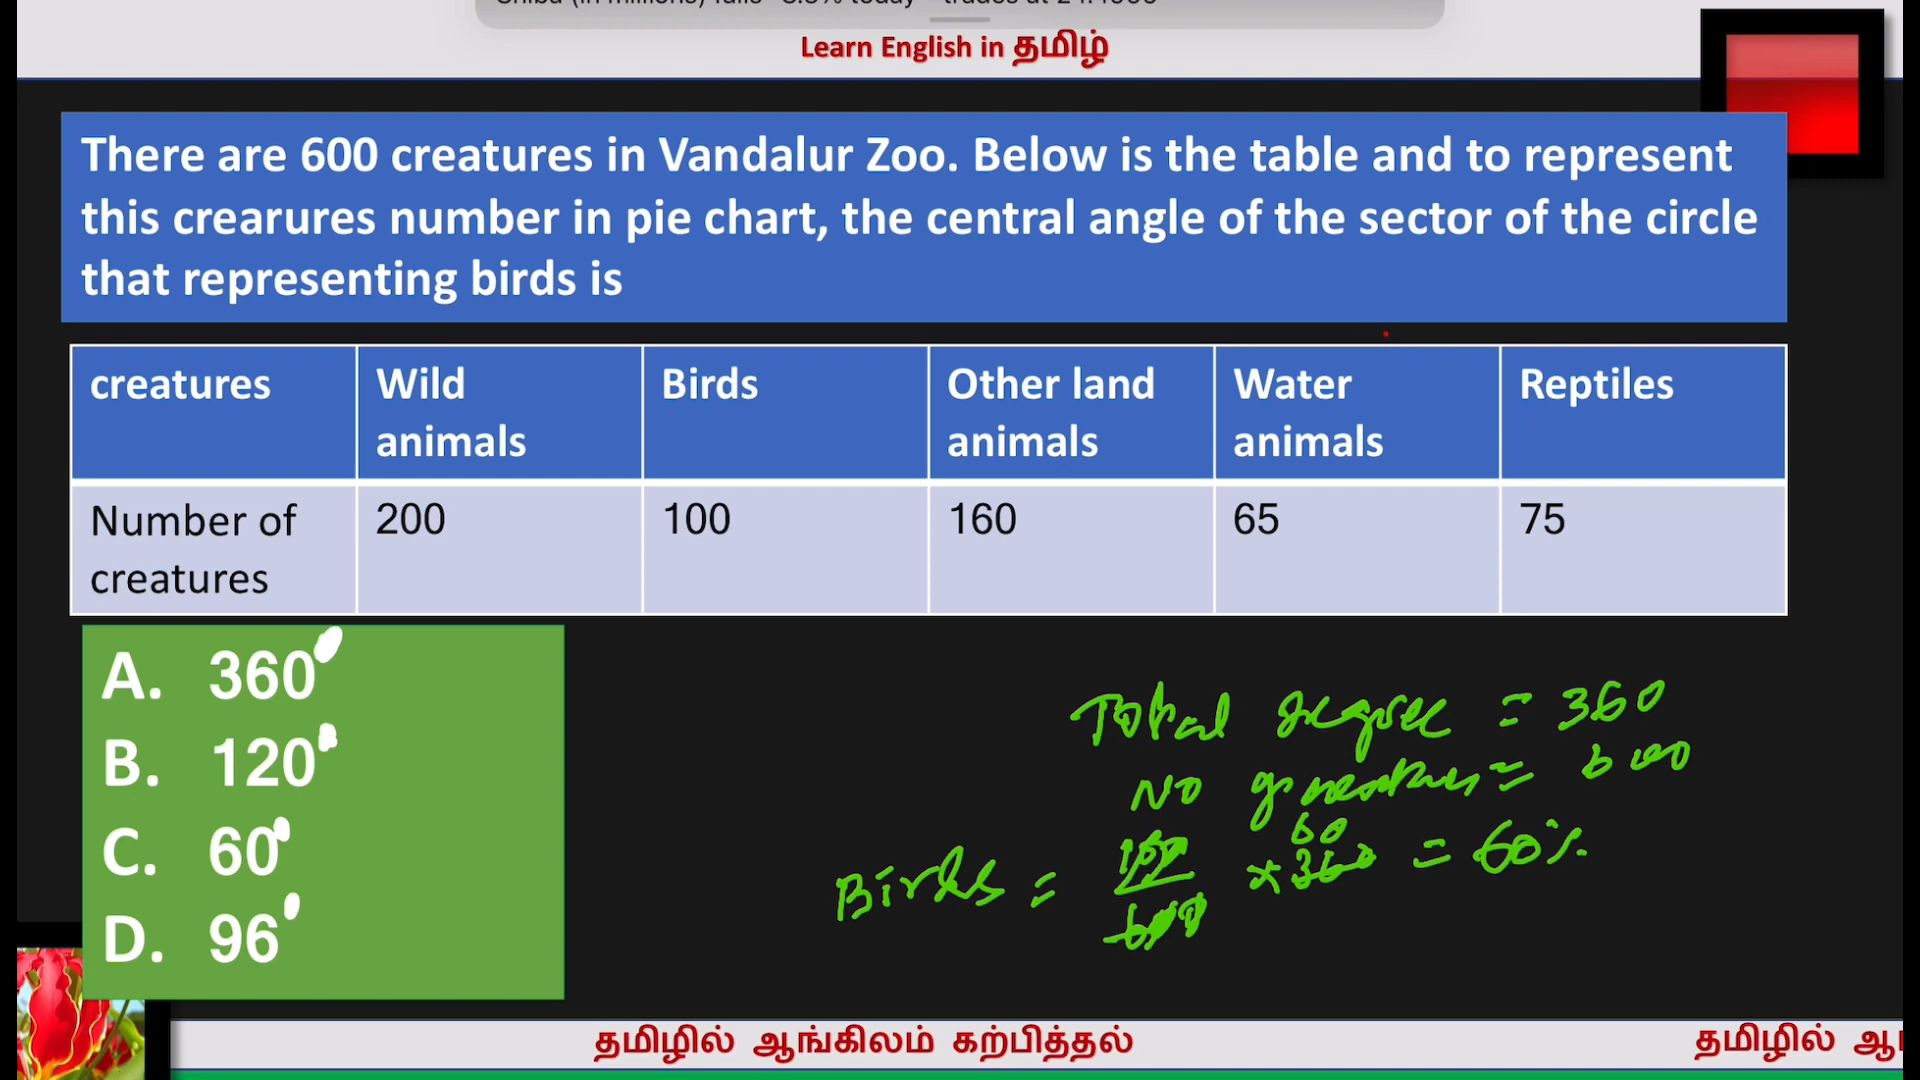 Learn English in தமிழ்
There are 600 creatures in Vandalur Zoo. Below is the table and to represent
this crearures number in pie chart, the central angle of the sector of the circle
that representing birds is
creatures Wild animals Birds Other land animals Water animals Reptiles
Number of creatures 200 100 160 65 75
A. 360
B. 120
C. 60
D. 96
Total degree = 360
No = 600
60
Birds = 100/600 × 360 = 60%
தமிழில் ஆங்கிலம் கற்பித்தல்
தமிழில்